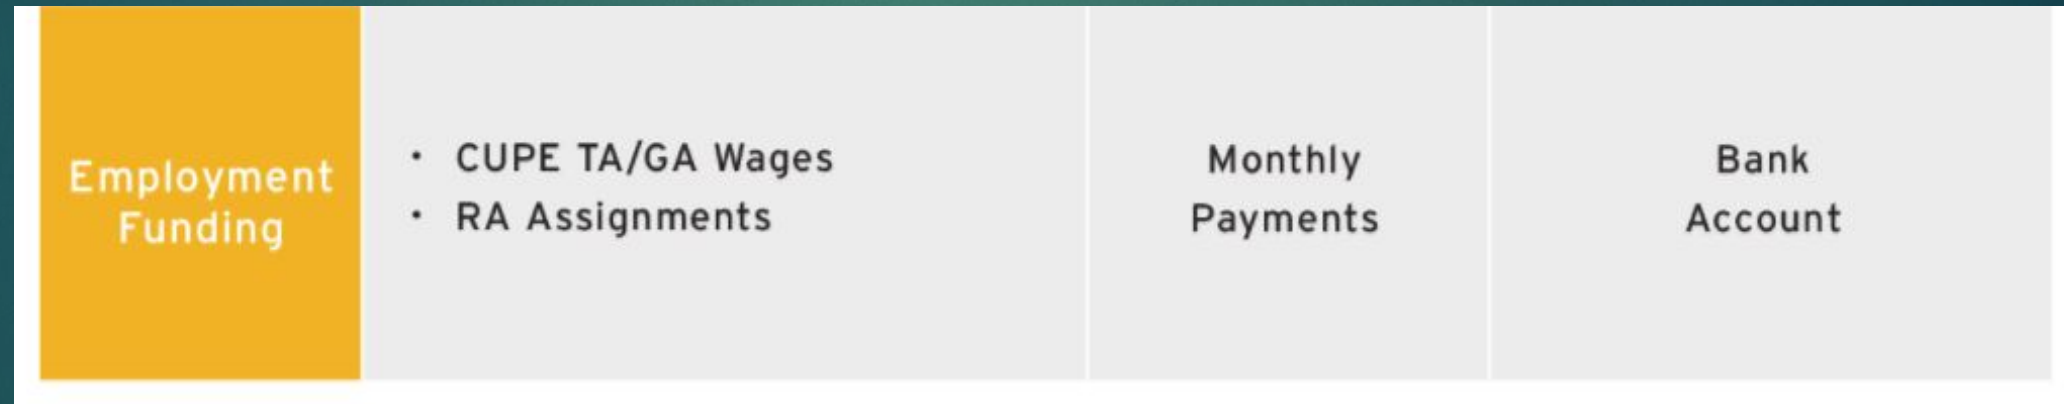 Employment
Funding
· CUPE TA/GA Wages
· RA Assignments
Monthly
Payments
Bank
Account